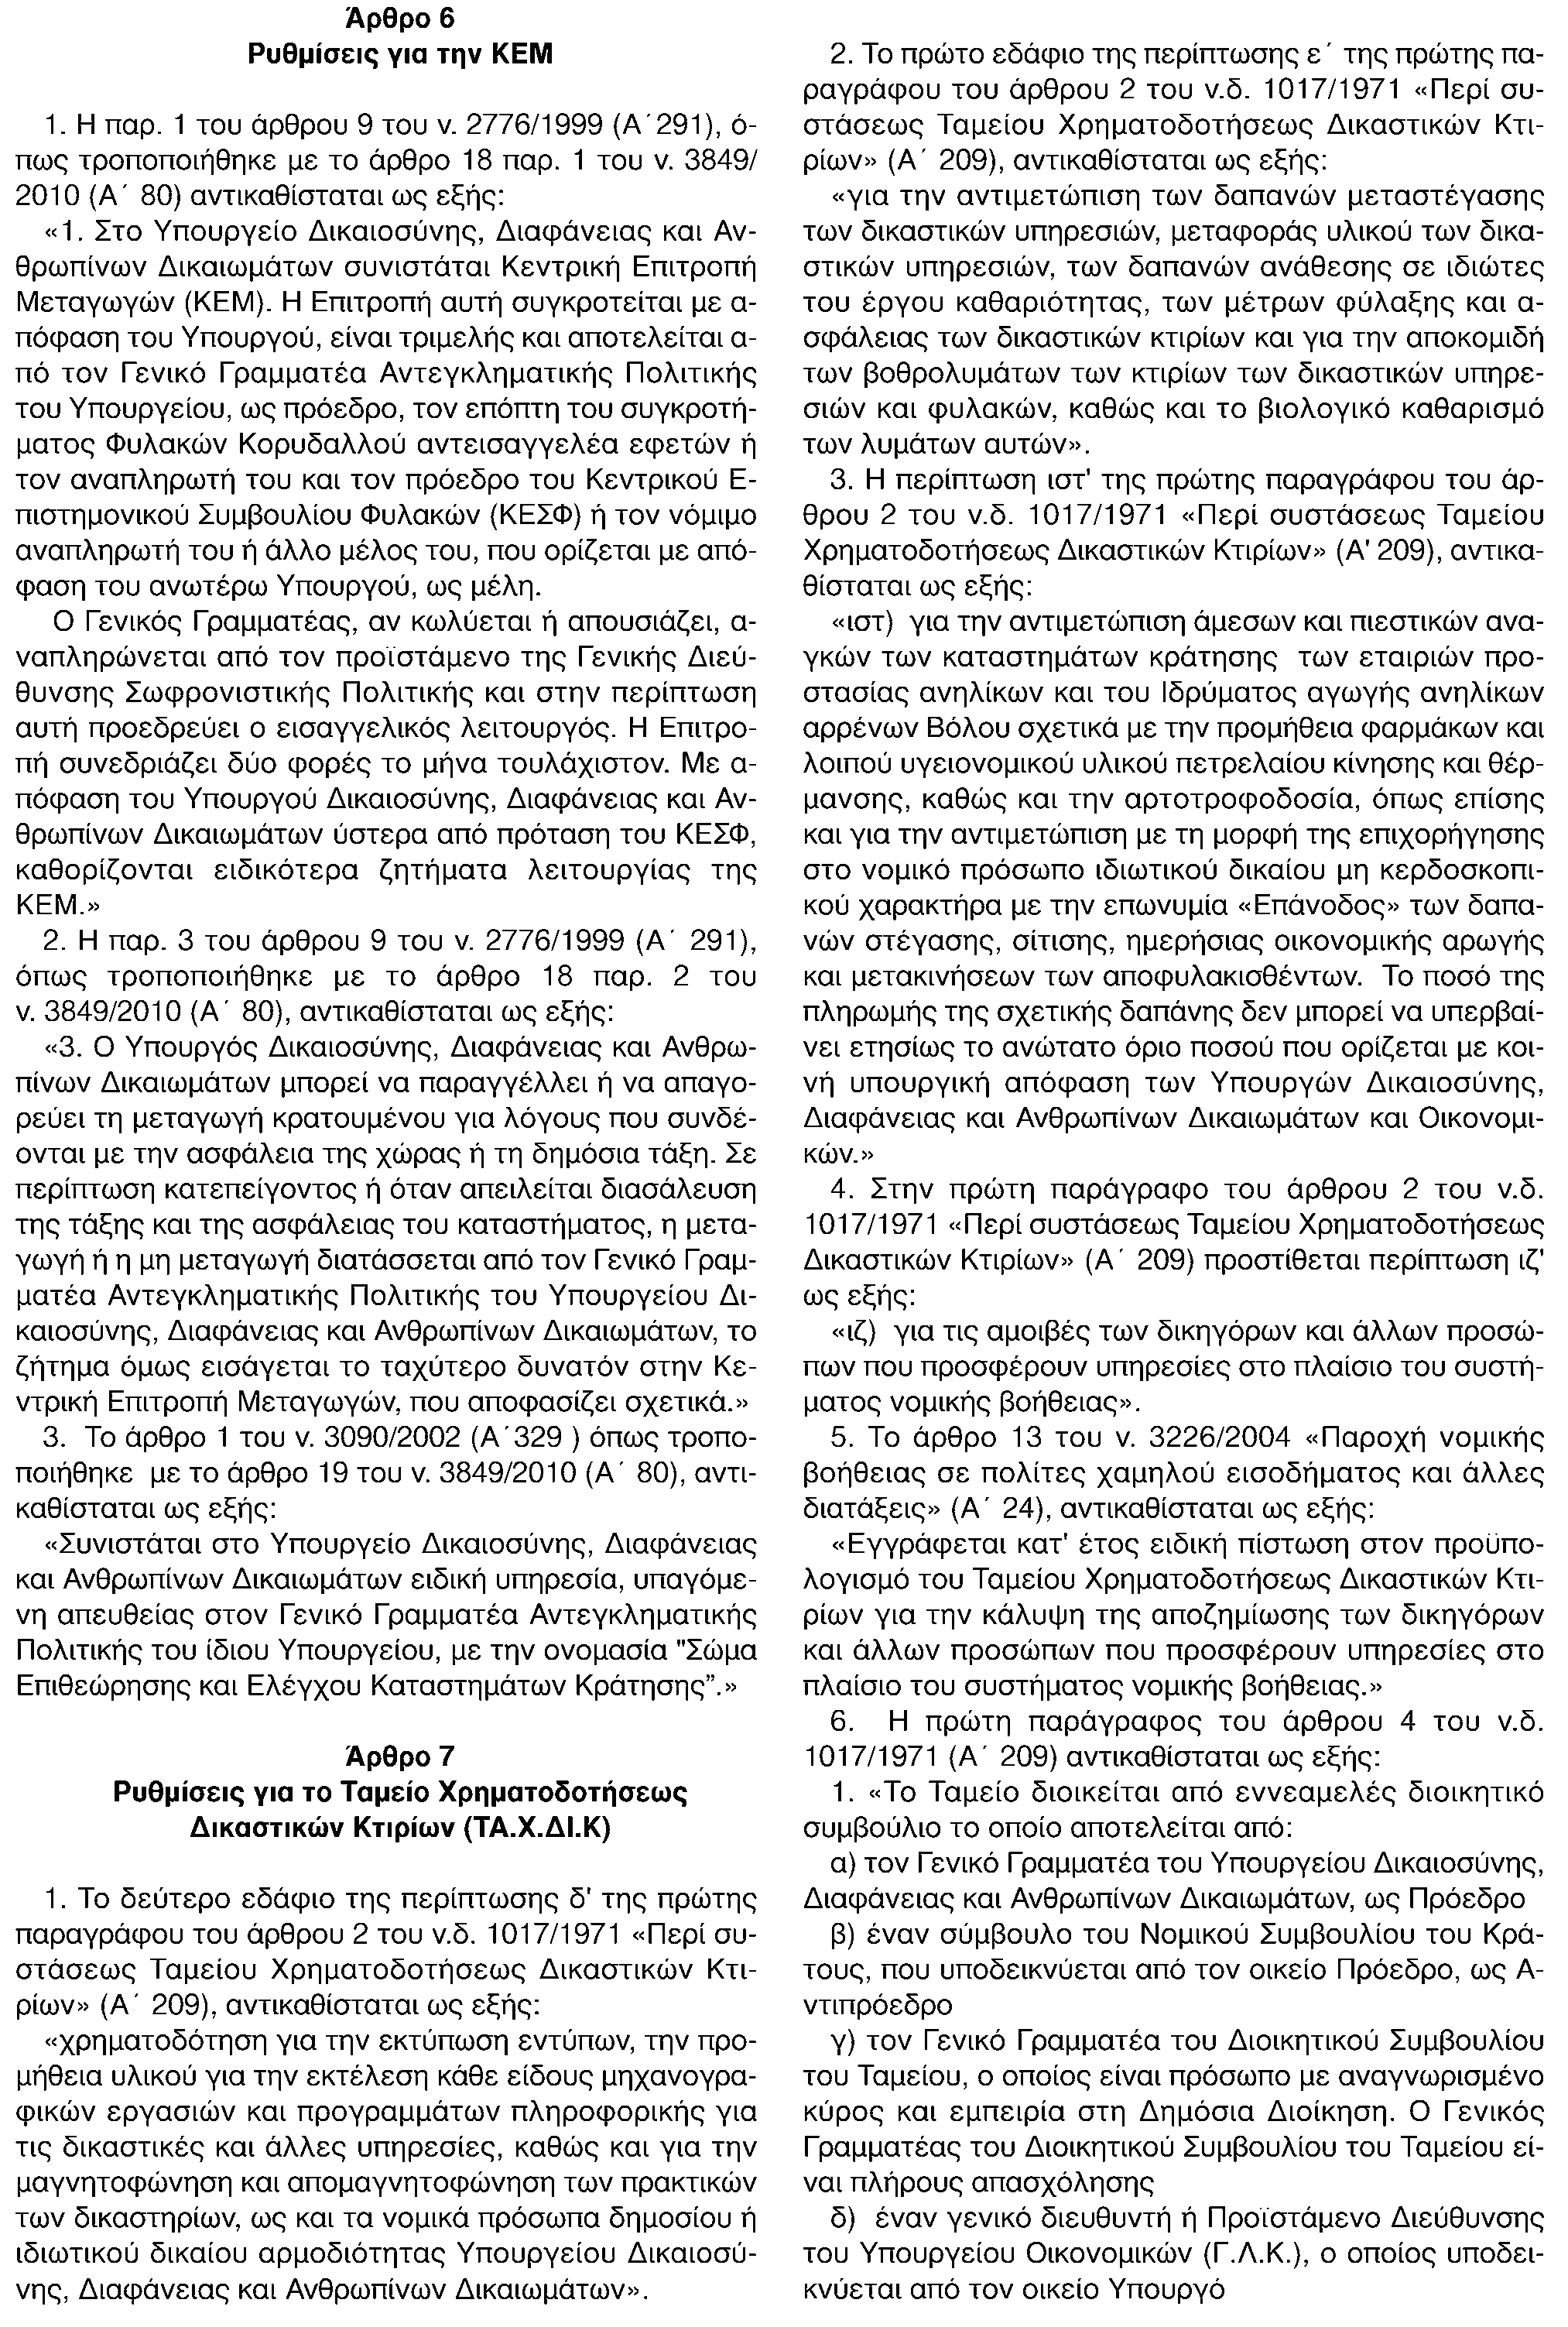 Άρθρο 6
Ρυθμίσεις για την ΚΕΜ
1. Η παρ. 1 του άρθρου 9 του ν. 2776/1999 (Α΄291), ό-
πως τροποποιήθηκε με το άρθρο 18 παρ. 1 του ν. 3849/
2010 (Α΄ 80) αντικαθίσταται ως εξής:
«1. Στο Υπουργείο Δικαιοσύνης, Διαφάνειας και Αν-
θρωπίνων Δικαιωμάτων συνιστάται Κεντρική Επιτροπή
Μεταγωγών (ΚΕΜ). Η Επιτροπή αυτή συγκροτείται με α-
πόφαση του Υπουργού, είναι τριμελής και αποτελείται α-
πό τον Γενικό Γραμματέα Αντεγκληματικής Πολιτικής
του Υπουργείου, ως πρόεδρο, τον επόπτη του συγκροτή-
ματος Φυλακών Κορυδαλλού αντεισαγγελέα εφετών ή
τον αναπληρωτή του και τον πρόεδρο του Κεντρικού Ε-
πιστημονικού Συμβουλίου Φυλακών (ΚΕΣΦ) ή τον νόμιμο
αναπληρωτή του ή άλλο μέλος του, που ορίζεται με από-
φαση του ανωτέρω Υπουργού, ως μέλη.
Ο Γενικός Γραμματέας, αν κωλύεται ή απουσιάζει, α-
ναπληρώνεται από τον προϊστάμενο της Γενικής Διεύ-
θυνσης Σωφρονιστικής Πολιτικής και στην περίπτωση
αυτή προεδρεύει ο εισαγγελικός λειτουργός. Η Επιτρο-
πή συνεδριάζει δύο φορές το μήνα τουλάχιστον. Με α-
πόφαση του Υπουργού Δικαιοσύνης, Διαφάνειας και Αν-
θρωπίνων Δικαιωμάτων ύστερα από πρόταση του ΚΕΣΦ,
καθορίζονται ειδικότερα ζητήματα λειτουργίας της
ΚΕΜ.»
2. Η παρ. 3 του άρθρου 9 του ν. 2776/1999 (Α΄ 291),
όπως τροποποιήθηκε με το άρθρο 18 παρ. 2 του
ν. 3849/2010 (Α΄ 80), αντικαθίσταται ως εξής:
«3. Ο Υπουργός Δικαιοσύνης, Διαφάνειας και Ανθρω-
πίνων Δικαιωμάτων μπορεί να παραγγέλλει ή να απαγο-
ρεύει τη μεταγωγή κρατουμένου για λόγους που συνδέ-
ονται με την ασφάλεια της χώρας ή τη δημόσια τάξη. Σε
περίπτωση κατεπείγοντος ή όταν απειλείται διασάλευση
της τάξης και της ασφάλειας του καταστήματος, η μετα-
γωγή ή η μη μεταγωγή διατάσσεται από τον Γενικό Γραμ-
ματέα Αντεγκληματικής Πολιτικής του Υπουργείου Δι-
καιοσύνης, Διαφάνειας και Ανθρωπίνων Δικαιωμάτων, το
ζήτημα όμως εισάγεται το ταχύτερο δυνατόν στην Κε-
ντρική Επιτροπή Μεταγωγών, που αποφασίζει σχετικά.»
3. Το άρθρο 1 του ν. 3090/2002 (Α΄329 ) όπως τροπο-
ποιήθηκε με το άρθρο 19 του ν. 3849/2010 (Α΄ 80), αντι-
καθίσταται ως εξής:
«Συνιστάται στο Υπουργείο Δικαιοσύνης, Διαφάνειας
και Ανθρωπίνων Δικαιωμάτων ειδική υπηρεσία, υπαγόμε-
νη απευθείας στον Γενικό Γραμματέα Αντεγκληματικής
Πολιτικής του ίδιου Υπουργείου, με την ονομασία "Σώμα
Επιθεώρησης και Ελέγχου Καταστημάτων Κράτησης”.»
Άρθρο 7
Ρυθμίσεις για το Ταμείο Χρηματοδοτήσεως
Δικαστικών Κτιρίων (ΤΑ.Χ.ΔΙ.Κ)
1. Το δεύτερο εδάφιο της περίπτωσης δ' της πρώτης
παραγράφου του άρθρου 2 του ν.δ. 1017/1971 «Περί συ-
στάσεως Ταμείου Χρηματοδοτήσεως Δικαστικών Κτι-
ρίων» (Α΄ 209), αντικαθίσταται ως εξής:
«χρηματοδότηση για την εκτύπωση εντύπων, την προ-
μήθεια υλικού για την εκτέλεση κάθε είδους μηχανογρα-
φικών εργασιών και προγραμμάτων πληροφορικής για
τις δικαστικές και άλλες υπηρεσίες, καθώς και για την
μαγνητοφώνηση και απομαγνητοφώνηση των πρακτικών
των δικαστηρίων, ως και τα νομικά πρόσωπα δημοσίου ή
ιδιωτικού δικαίου αρμοδιότητας Υπουργείου Δικαιοσύ-
νης, Διαφάνειας και Ανθρωπίνων Δικαιωμάτων».
2. Το πρώτο εδάφιο της περίπτωσης ε΄ της πρώτης πα-
ραγράφου του άρθρου 2 του ν.δ. 1017/1971 «Περί συ-
στάσεως Ταμείου Χρηματοδοτήσεως Δικαστικών Κτι-
ρίων» (Α΄ 209), αντικαθίσταται ως εξής:
«για την αντιμετώπιση των δαπανών μεταστέγασης
των δικαστικών υπηρεσιών, μεταφοράς υλικού των δικα-
στικών υπηρεσιών, των δαπανών ανάθεσης σε ιδιώτες
του έργου καθαριότητας, των μέτρων φύλαξης και α-
σφάλειας των δικαστικών κτιρίων και για την αποκομιδή
των βοθρολυμάτων των κτιρίων των δικαστικών υπηρε-
σιών και φυλακών, καθώς και το βιολογικό καθαρισμό
των λυμάτων αυτών».
3. Η περίπτωση ιστ' της πρώτης παραγράφου του άρ-
θρου 2 του ν.δ. 1017/1971 «Περί συστάσεως Ταμείου
Χρηματοδοτήσεως Δικαστικών Κτιρίων» (Α' 209), αντικα-
θίσταται ως εξής:
«ιστ) για την αντιμετώπιση άμεσων και πιεστικών ανα-
γκών των καταστημάτων κράτησης των εταιριών προ-
στασίας ανηλίκων και του Ιδρύματος αγωγής ανηλίκων
αρρένων Βόλου σχετικά με την προμήθεια φαρμάκων και
λοιπού υγειονομικού υλικού πετρελαίου κίνησης και θέρ-
μανσης, καθώς και την αρτοτροφοδοσία, όπως επίσης
και για την αντιμετώπιση με τη μορφή της επιχορήγησης
στο νομικό πρόσωπο ιδιωτικού δικαίου μη κερδοσκοπι-
κού χαρακτήρα με την επωνυμία «Επάνοδος» των δαπα-
νών στέγασης, σίτισης, ημερήσιας οικονομικής αρωγής
και μετακινήσεων των αποφυλακισθέντων. Το ποσό της
πληρωμής της σχετικής δαπάνης δεν μπορεί να υπερβαί-
νει ετησίως το ανώτατο όριο ποσού που ορίζεται με κοι-
νή υπουργική απόφαση των Υπουργών Δικαιοσύνης,
Διαφάνειας και Ανθρωπίνων Δικαιωμάτων και Οικονομι-
κών.»
4. Στην πρώτη παράγραφο του άρθρου 2 του ν.δ.
1017/1971 «Περί συστάσεως Ταμείου Χρηματοδοτήσεως
Δικαστικών Κτιρίων» (Α΄ 209) προστίθεται περίπτωση ιζ'
ως εξής:
«ιζ) για τις αμοιβές των δικηγόρων και άλλων προσώ-
πων που προσφέρουν υπηρεσίες στο πλαίσιο του συστή-
ματος νομικής βοήθειας».
5. Το άρθρο 13 του ν. 3226/2004 «Παροχή νομικής
βοήθειας σε πολίτες χαμηλού εισοδήματος και άλλες
διατάξεις» (Α΄ 24), αντικαθίσταται ως εξής:
«Εγγράφεται κατ' έτος ειδική πίστωση στον προϋπο-
λογισμό του Ταμείου Χρηματοδοτήσεως Δικαστικών Κτι-
ρίων για την κάλυψη της αποζημίωσης των δικηγόρων
και άλλων προσώπων που προσφέρουν υπηρεσίες στο
πλαίσιο του συστήματος νομικής βοήθειας.»
6. Η πρώτη παράγραφος του άρθρου 4 του ν.δ.
1017/1971 (Α΄ 209) αντικαθίσταται ως εξής:
1. «Το Ταμείο διοικείται από εννεαμελές διοικητικό
συμβούλιο το οποίο αποτελείται από:
α) τον Γενικό Γραμματέα του Υπουργείου Δικαιοσύνης,
Διαφάνειας και Ανθρωπίνων Δικαιωμάτων, ως Πρόεδρο
β) έναν σύμβουλο του Νομικού Συμβουλίου του Κρά-
τους, που υποδεικνύεται από τον οικείο Πρόεδρο, ως Α-
ντιπρόεδρο
γ) τον Γενικό Γραμματέα του Διοικητικού Συμβουλίου
του Ταμείου, ο οποίος είναι πρόσωπο με αναγνωρισμένο
κύρος και εμπειρία στη Δημόσια Διοίκηση. Ο Γενικός
Γραμματέας του Διοικητικού Συμβουλίου του Ταμείου εί-
ναι πλήρους απασχόλησης
δ) έναν γενικό διευθυντή ή Προϊστάμενο Διεύθυνσης
του Υπουργείου Οικονομικών (Γ.Λ.Κ.), ο οποίος υποδει-
κνύεται από τον οικείο Υπουργό